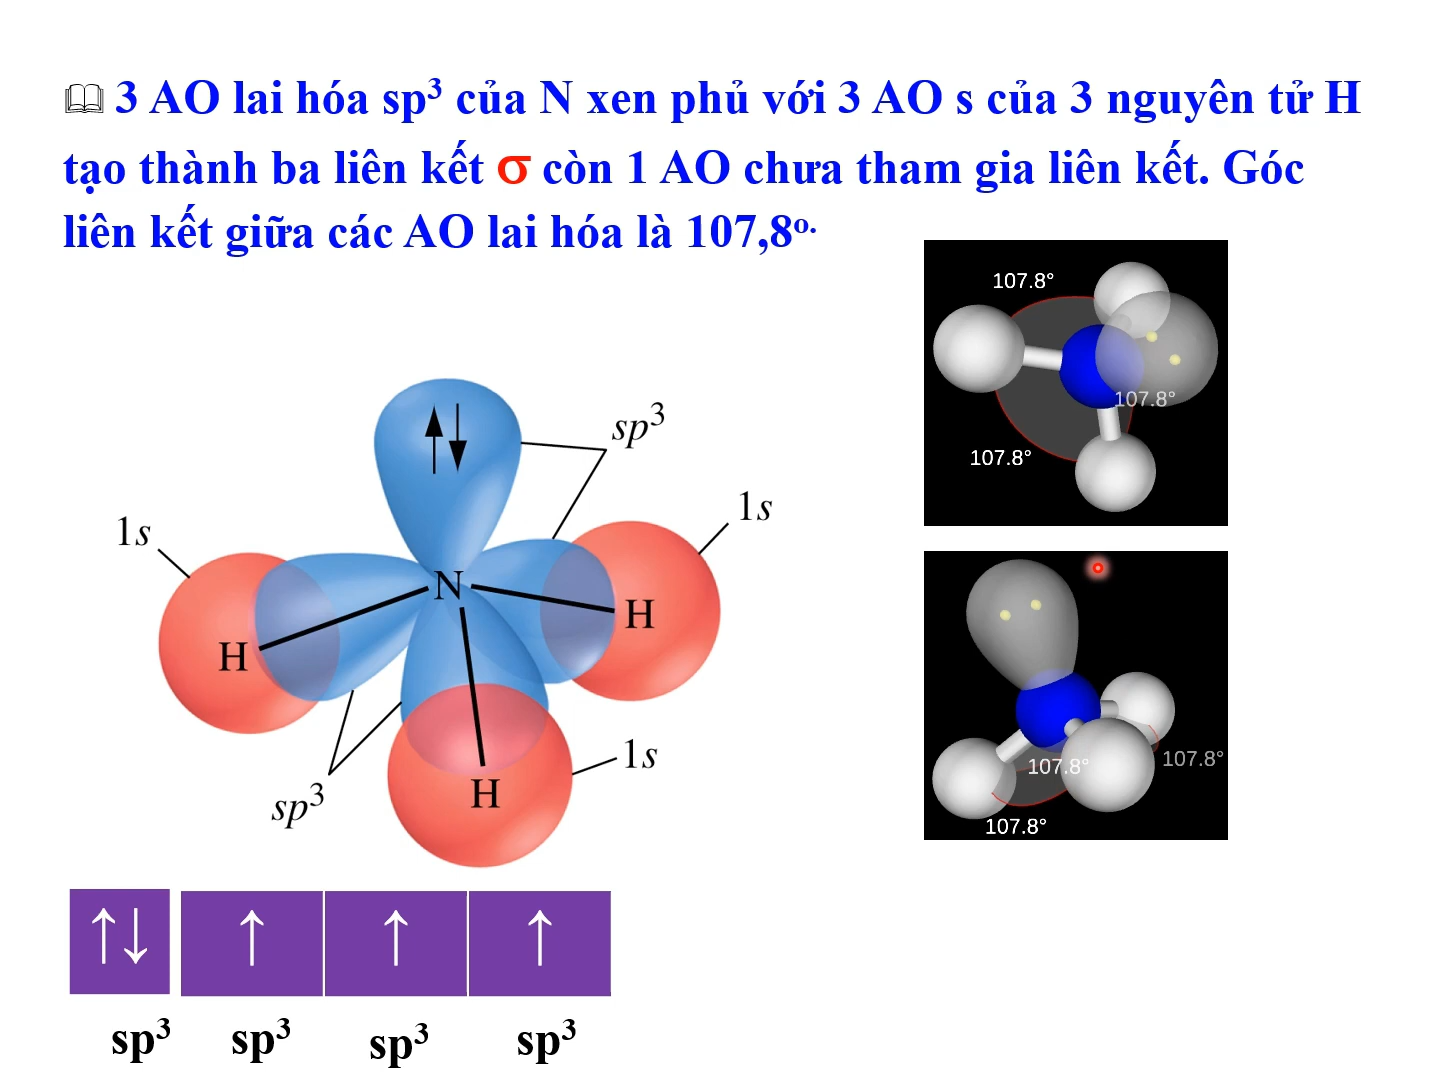 3 AO lai hóa sp³ của N xen phủ với 3 AO s của 3 nguyên tử H
tạo thành ba liên kết σ còn 1 AO chưa tham gia liên kết. Góc
liên kết giữa các AO lai hóa là 107,8º.
107.8°
107.8°
107.8°
sp³
1s
1s
N
H
H
H
1s
sp³
107.8°
107.8°
107.8°
↑↓ ↑ ↑ ↑
sp³ sp³ sp³ sp³